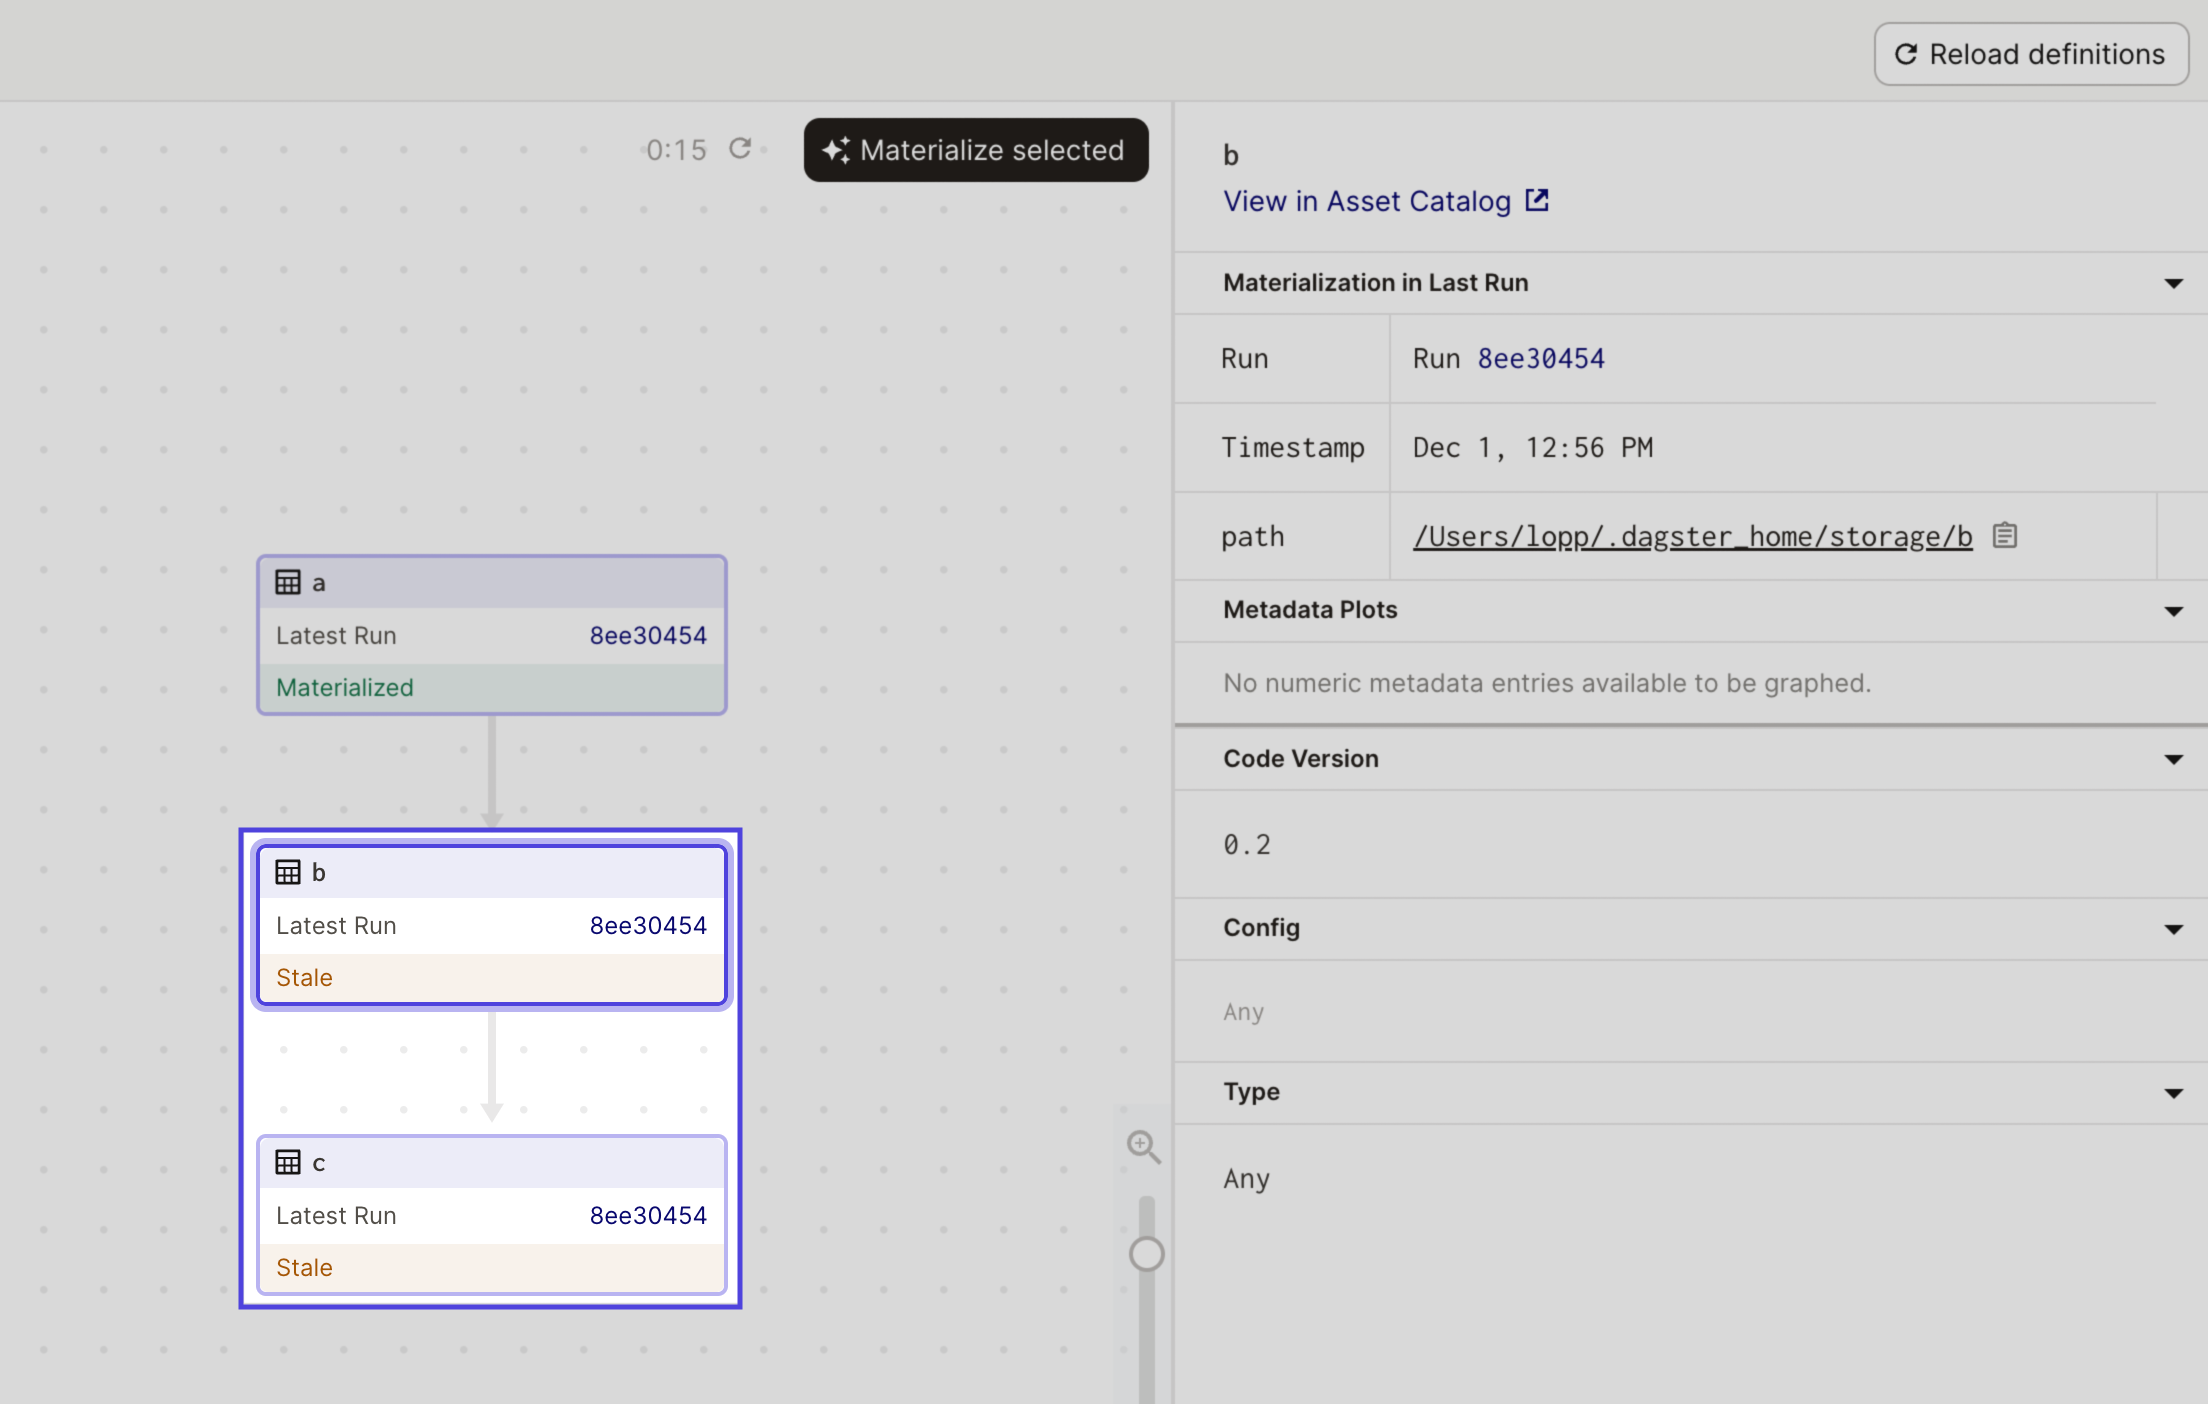 Reload definitions
0:15
Materialize selected
a
Latest Run 8ee30454
Materialized
b
Latest Run 8ee30454
Stale
c
Latest Run 8ee30454
Stale
b
View in Asset Catalog
Materialization in Last Run
Run Run 8ee30454
Timestamp Dec 1, 12:56 PM
path /Users/lopp/.dagster_home/storage/b
Metadata Plots
No numeric metadata entries available to be graphed.
Code Version
0.2
Config
Any
Type
Any